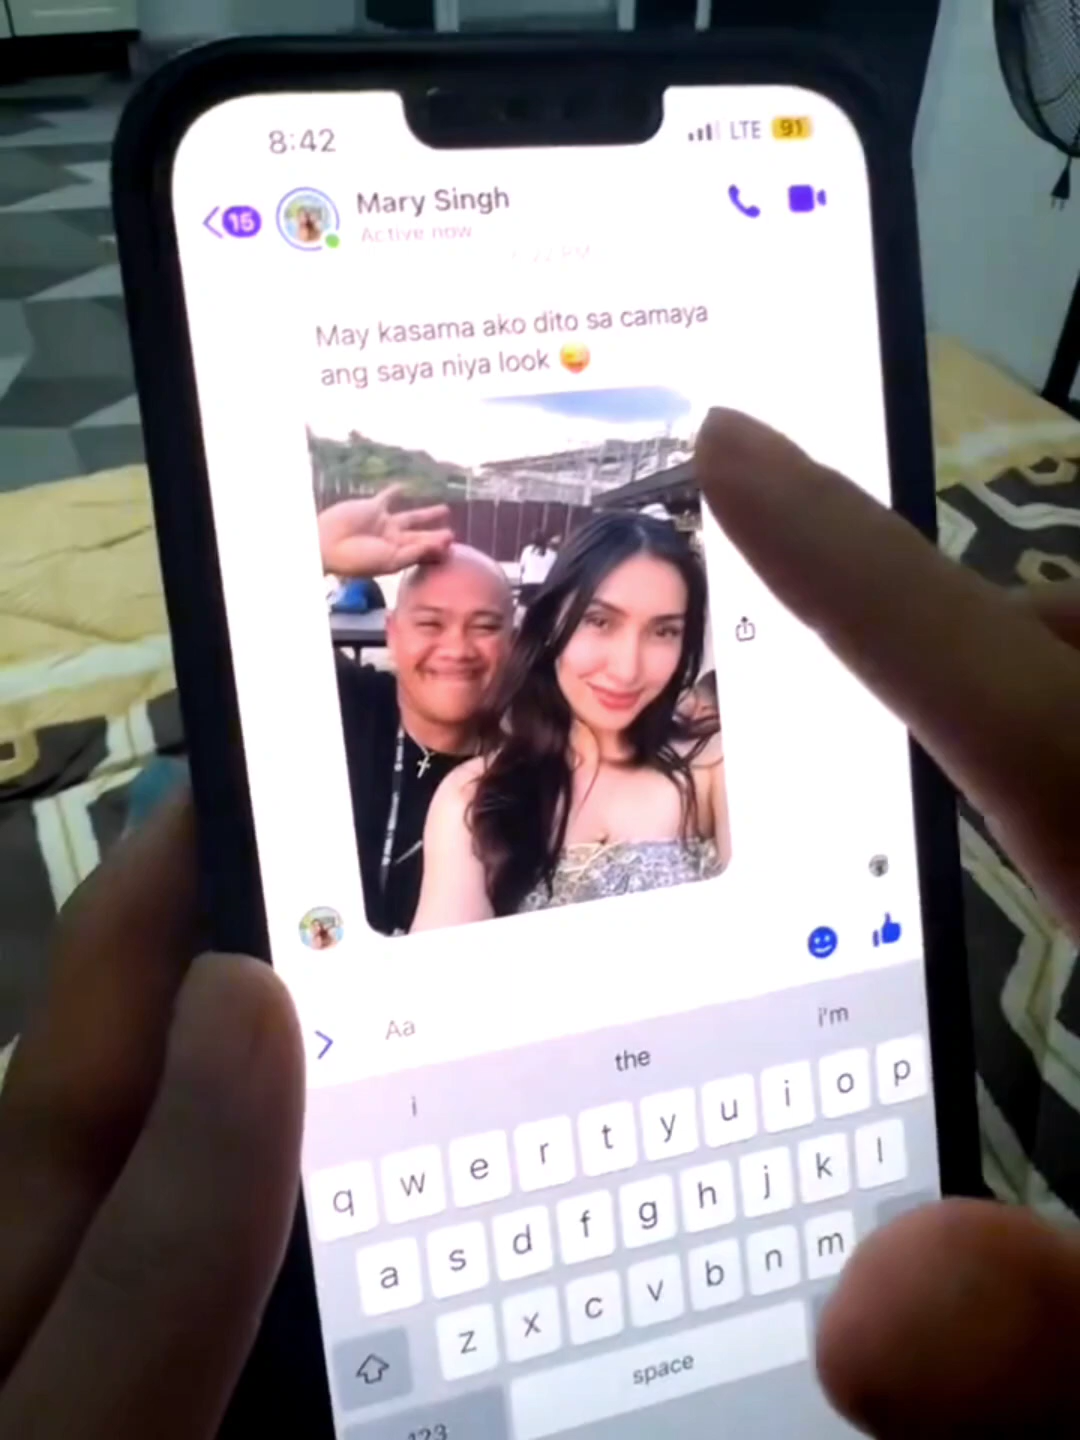 8:42
LTE 91
15
Mary Singh
Active now
May kasama ako dito sa camaya
ang saya niya look 😜
Aa
i
the
i'm
q w e r t y u i o p
a s d f g h j k l
z x c v b n m
123
space